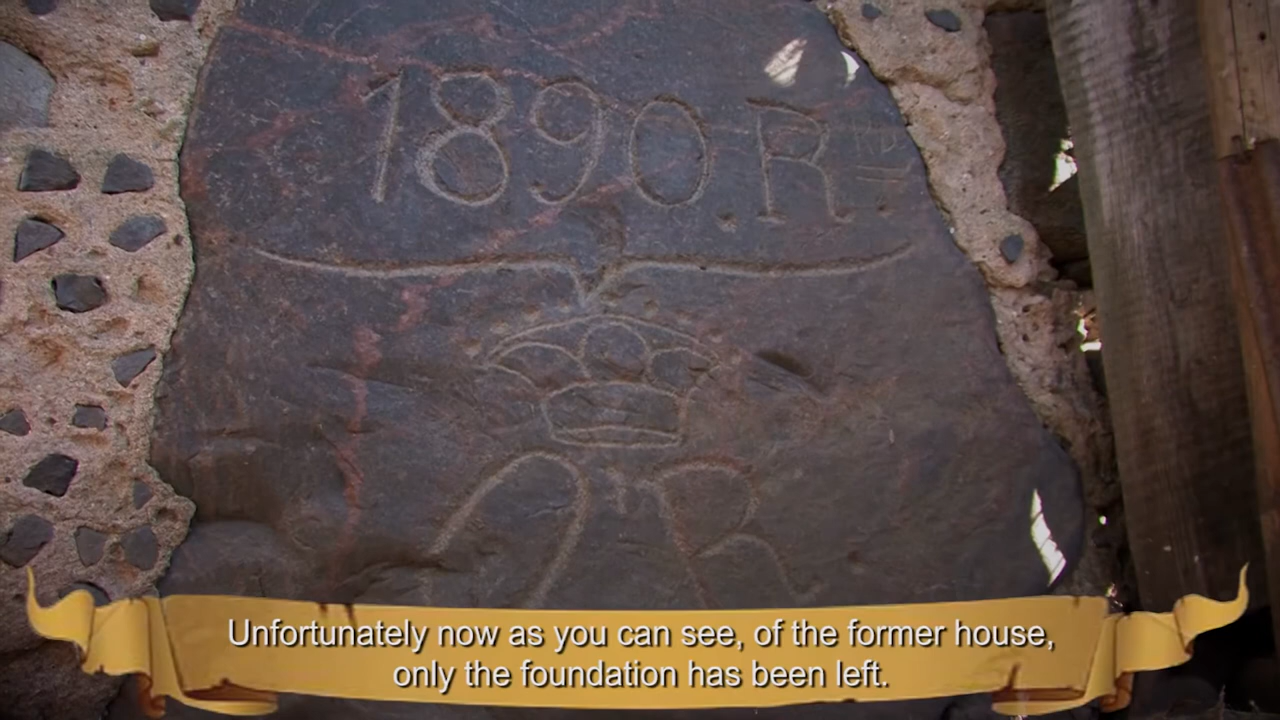 1890.R
Unfortunately now as you can see, of the former house,
only the foundation has been left.